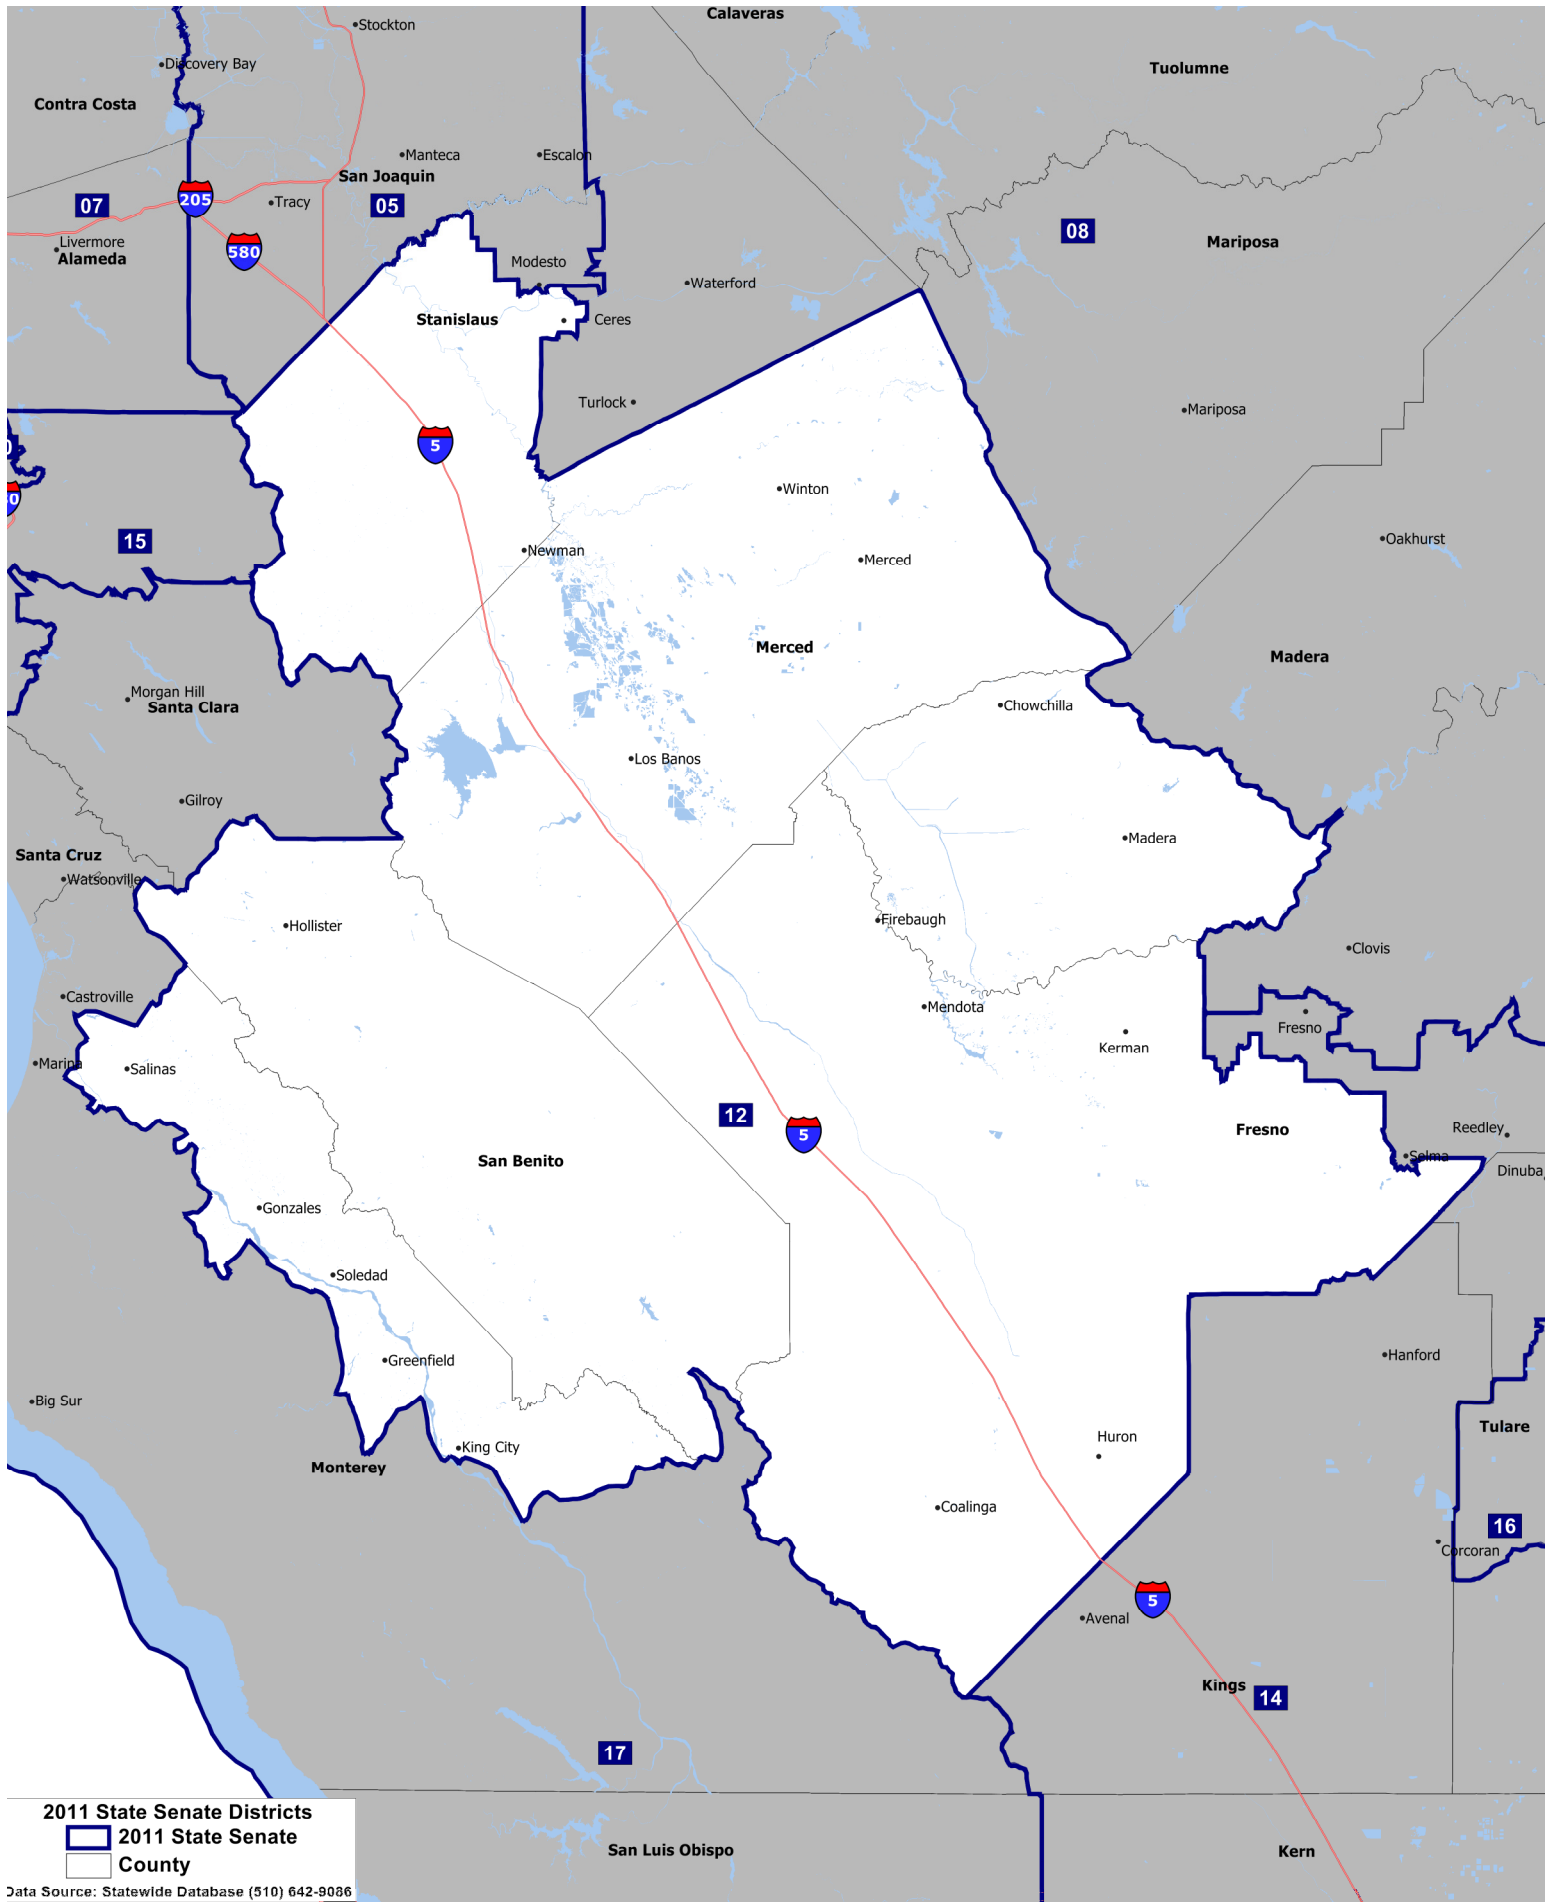 Calaveras
Stockton
Discovery Bay
Tuolumne
Contra Costa
Manteca
Escalon
San Joaquin
205
Tracy
07
05
08
Livermore
Alameda
580
Mariposa
Modesto
Waterford
Stanislaus
Ceres
Turlock
Mariposa
5
Winton
15
Oakhurst
Newman
Merced
Merced
Madera
Morgan Hill
Santa Clara
Chowchilla
Los Banos
Gilroy
Madera
Santa Cruz
Watsonville
Firebaugh
Hollister
Clovis
Castroville
Mendota
Fresno
Kerman
Marina
Salinas
12
5
Fresno
Reedley
Selma
San Benito
Dinuba
Gonzales
Soledad
Greenfield
Hanford
Big Sur
Tulare
Huron
King City
Monterey
Coalinga
16
Corcoran
5
Avenal
Kings
14
17
2011 State Senate Districts
2011 State Senate
County
San Luis Obispo
Kern
Data Source: Statewide Database (510) 642-9086